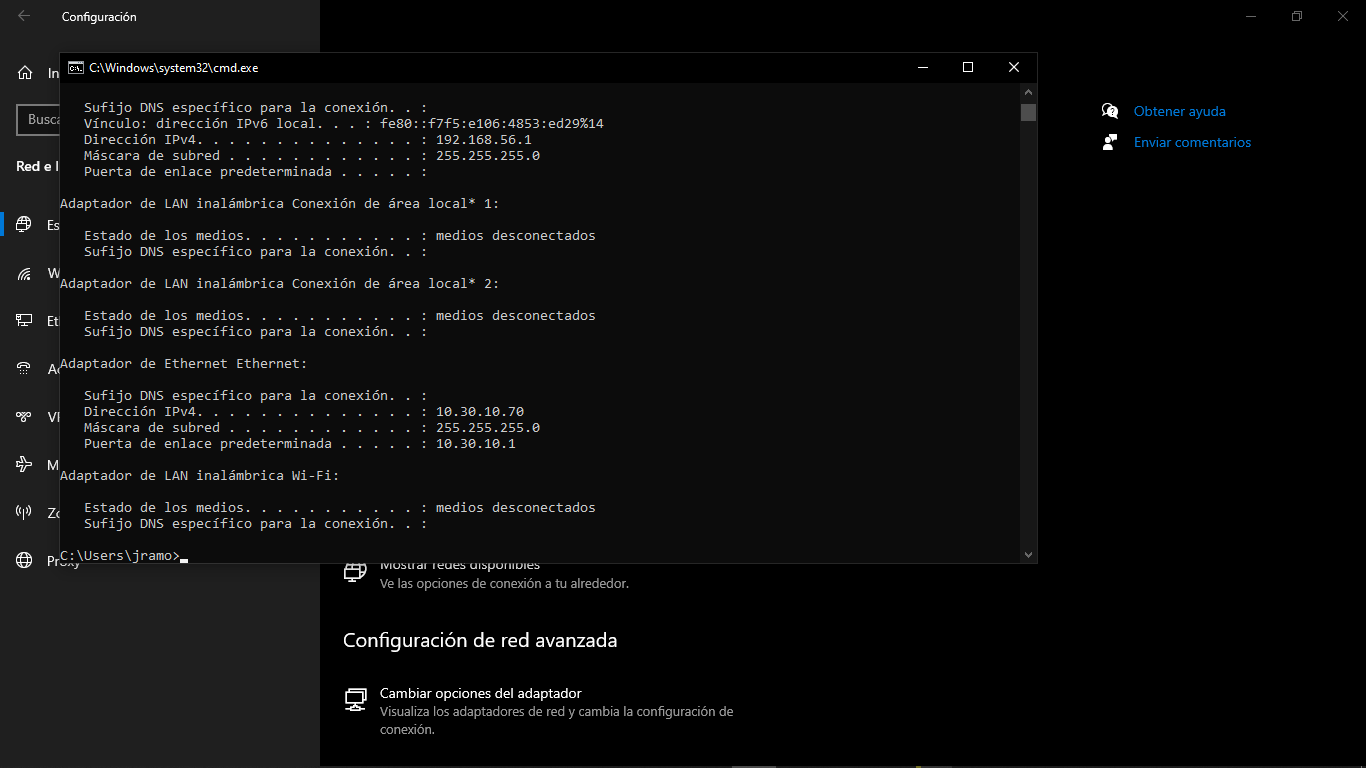 Configuración
C:\Windows\system32\cmd.exe
In
Busca
Red e I
Es
W
Et
Ac
VP
M
Zo
Proxy
Sufijo DNS específico para la conexión. . :
Vínculo: dirección IPv6 local. . . : fe80::f7f5:e106:4853:ed29%14
Dirección IPv4. . . . . . . . . . . . . . : 192.168.56.1
Máscara de subred . . . . . . . . . . . . : 255.255.255.0
Puerta de enlace predeterminada . . . . . :
Adaptador de LAN inalámbrica Conexión de área local* 1:
Estado de los medios. . . . . . . . . . . : medios desconectados
Sufijo DNS específico para la conexión. . :
Adaptador de LAN inalámbrica Conexión de área local* 2:
Estado de los medios. . . . . . . . . . . : medios desconectados
Sufijo DNS específico para la conexión. . :
Adaptador de Ethernet Ethernet:
Sufijo DNS específico para la conexión. . :
Dirección IPv4. . . . . . . . . . . . . . : 10.30.10.70
Máscara de subred . . . . . . . . . . . . : 255.255.255.0
Puerta de enlace predeterminada . . . . . : 10.30.10.1
Adaptador de LAN inalámbrica Wi-Fi:
Estado de los medios. . . . . . . . . . . : medios desconectados
Sufijo DNS específico para la conexión. . :
C:\Users\jramo>
Obtener ayuda
Enviar comentarios
Mostrar redes disponibles
Ve las opciones de conexión a tu alrededor.
Configuración de red avanzada
Cambiar opciones del adaptador
Visualiza los adaptadores de red y cambia la configuración de
conexión.